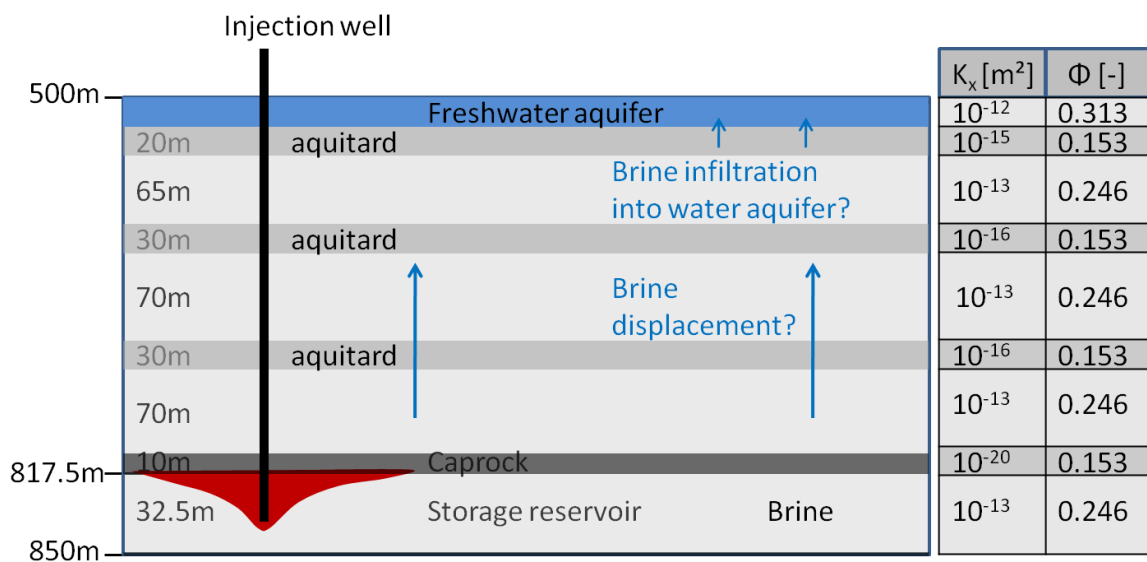 Injection well
Kₓ [m²] Φ [-]
500m
Freshwater aquifer
10⁻¹² 0.313
20m aquitard
10⁻¹⁵ 0.153
Brine infiltration
into water aquifer?
65m
10⁻¹³ 0.246
30m aquitard
10⁻¹⁶ 0.153
Brine
displacement?
70m
10⁻¹³ 0.246
30m aquitard
10⁻¹⁶ 0.153
70m
10⁻¹³ 0.246
10m Caprock
10⁻²⁰ 0.153
817.5m
32.5m Storage reservoir Brine
10⁻¹³ 0.246
850m